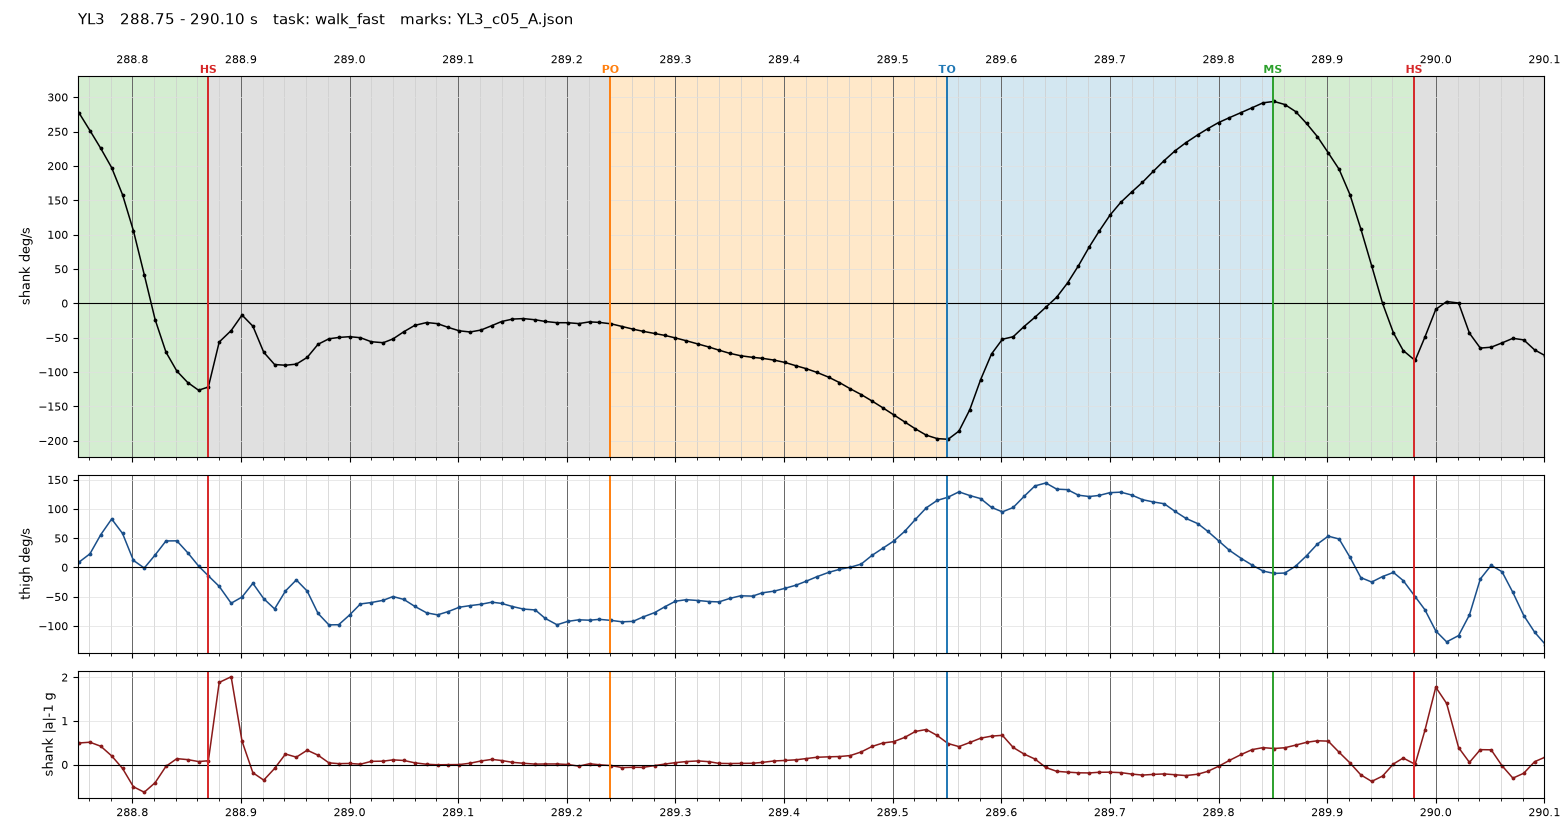 YL3   288.75 - 290.10 s   task: walk_fast   marks: YL3_c05_A.json
288.8 288.9 289.0 289.1 289.2 289.3 289.4 289.5 289.6 289.7 289.8 289.9 290.0 290.1
HS PO TO MS HS
shank deg/s
300
250
200
150
100
50
0
−50
−100
−150
−200
thigh deg/s
150
100
50
0
−50
−100
shank |a|-1 g
2
1
0
288.8 288.9 289.0 289.1 289.2 289.3 289.4 289.5 289.6 289.7 289.8 289.9 290.0 290.1